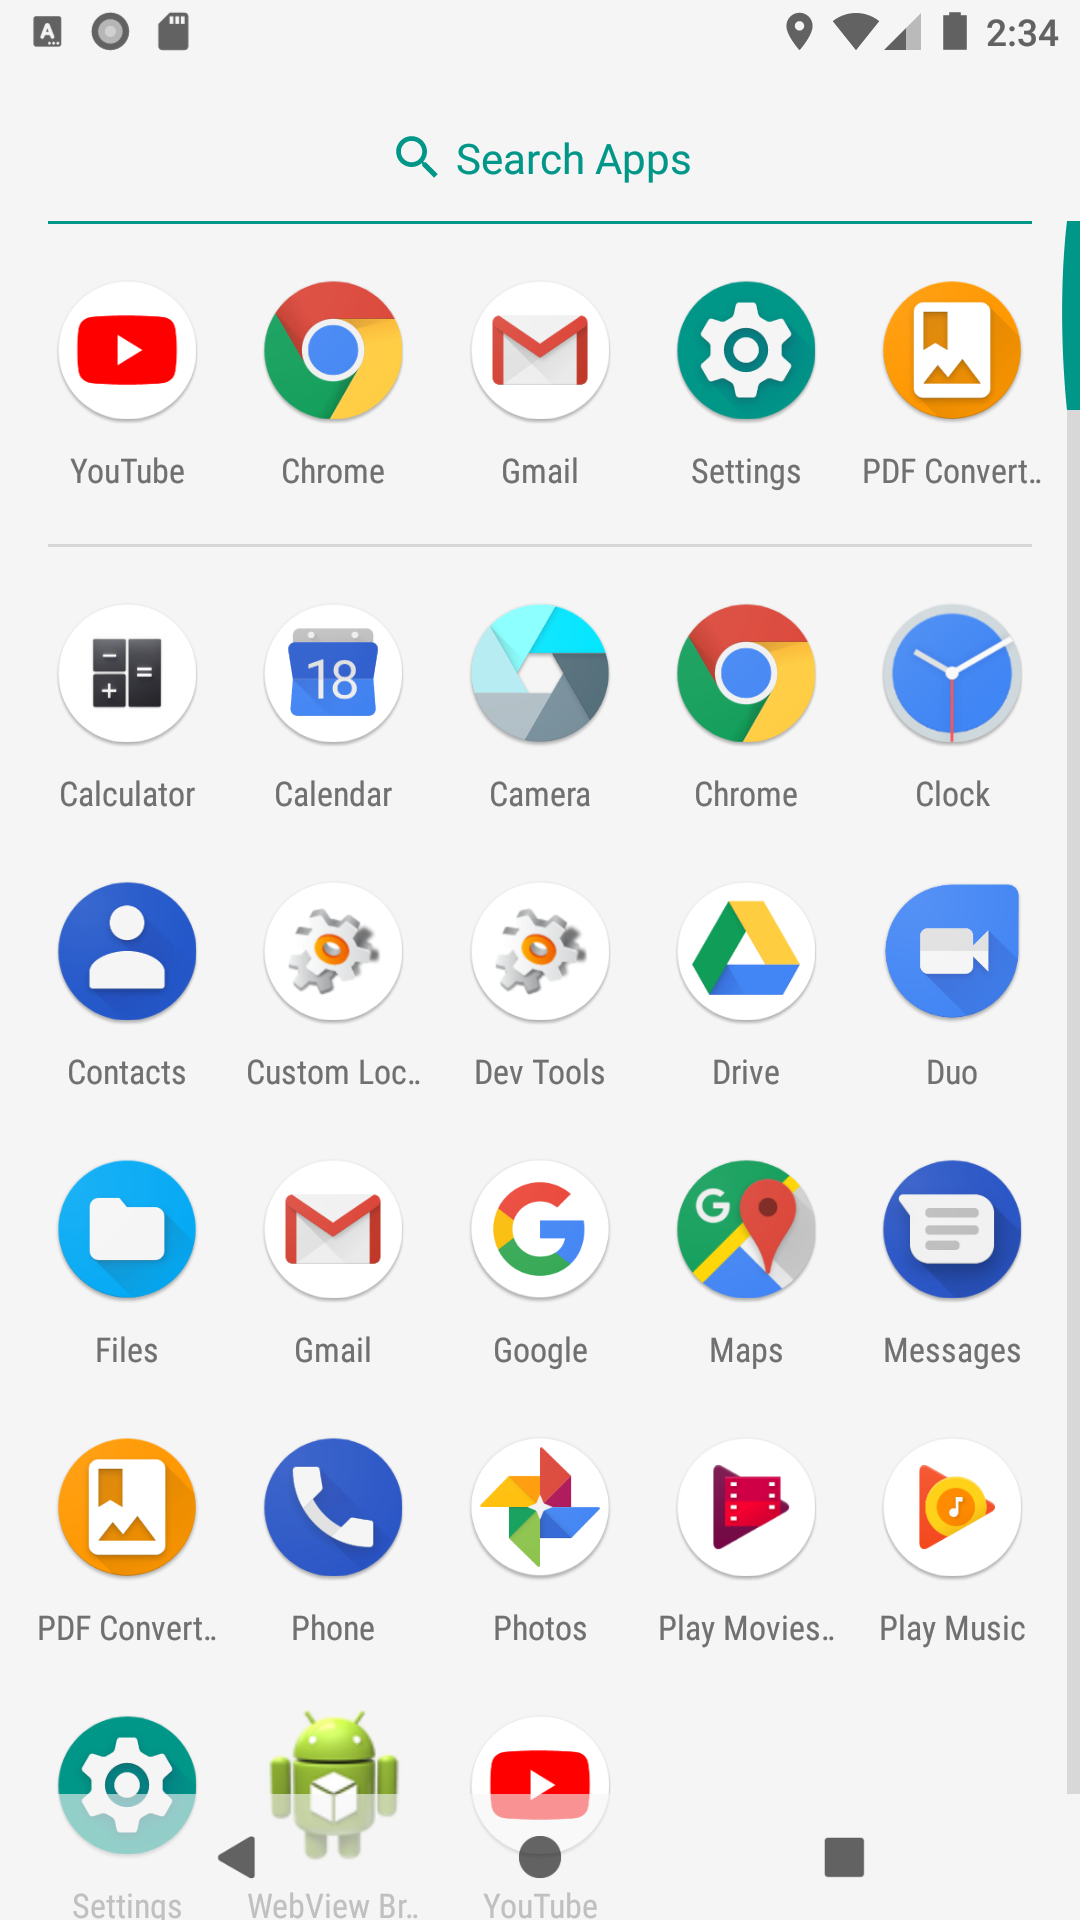 2:34
Search Apps
YouTube Chrome Gmail Settings PDF Convert..
18
Calculator Calendar Camera Chrome Clock
Contacts Custom Loc.. Dev Tools Drive Duo
Files Gmail Google Maps Messages
PDF Convert.. Phone Photos Play Movies.. Play Music
Settings WebView Br.. YouTube